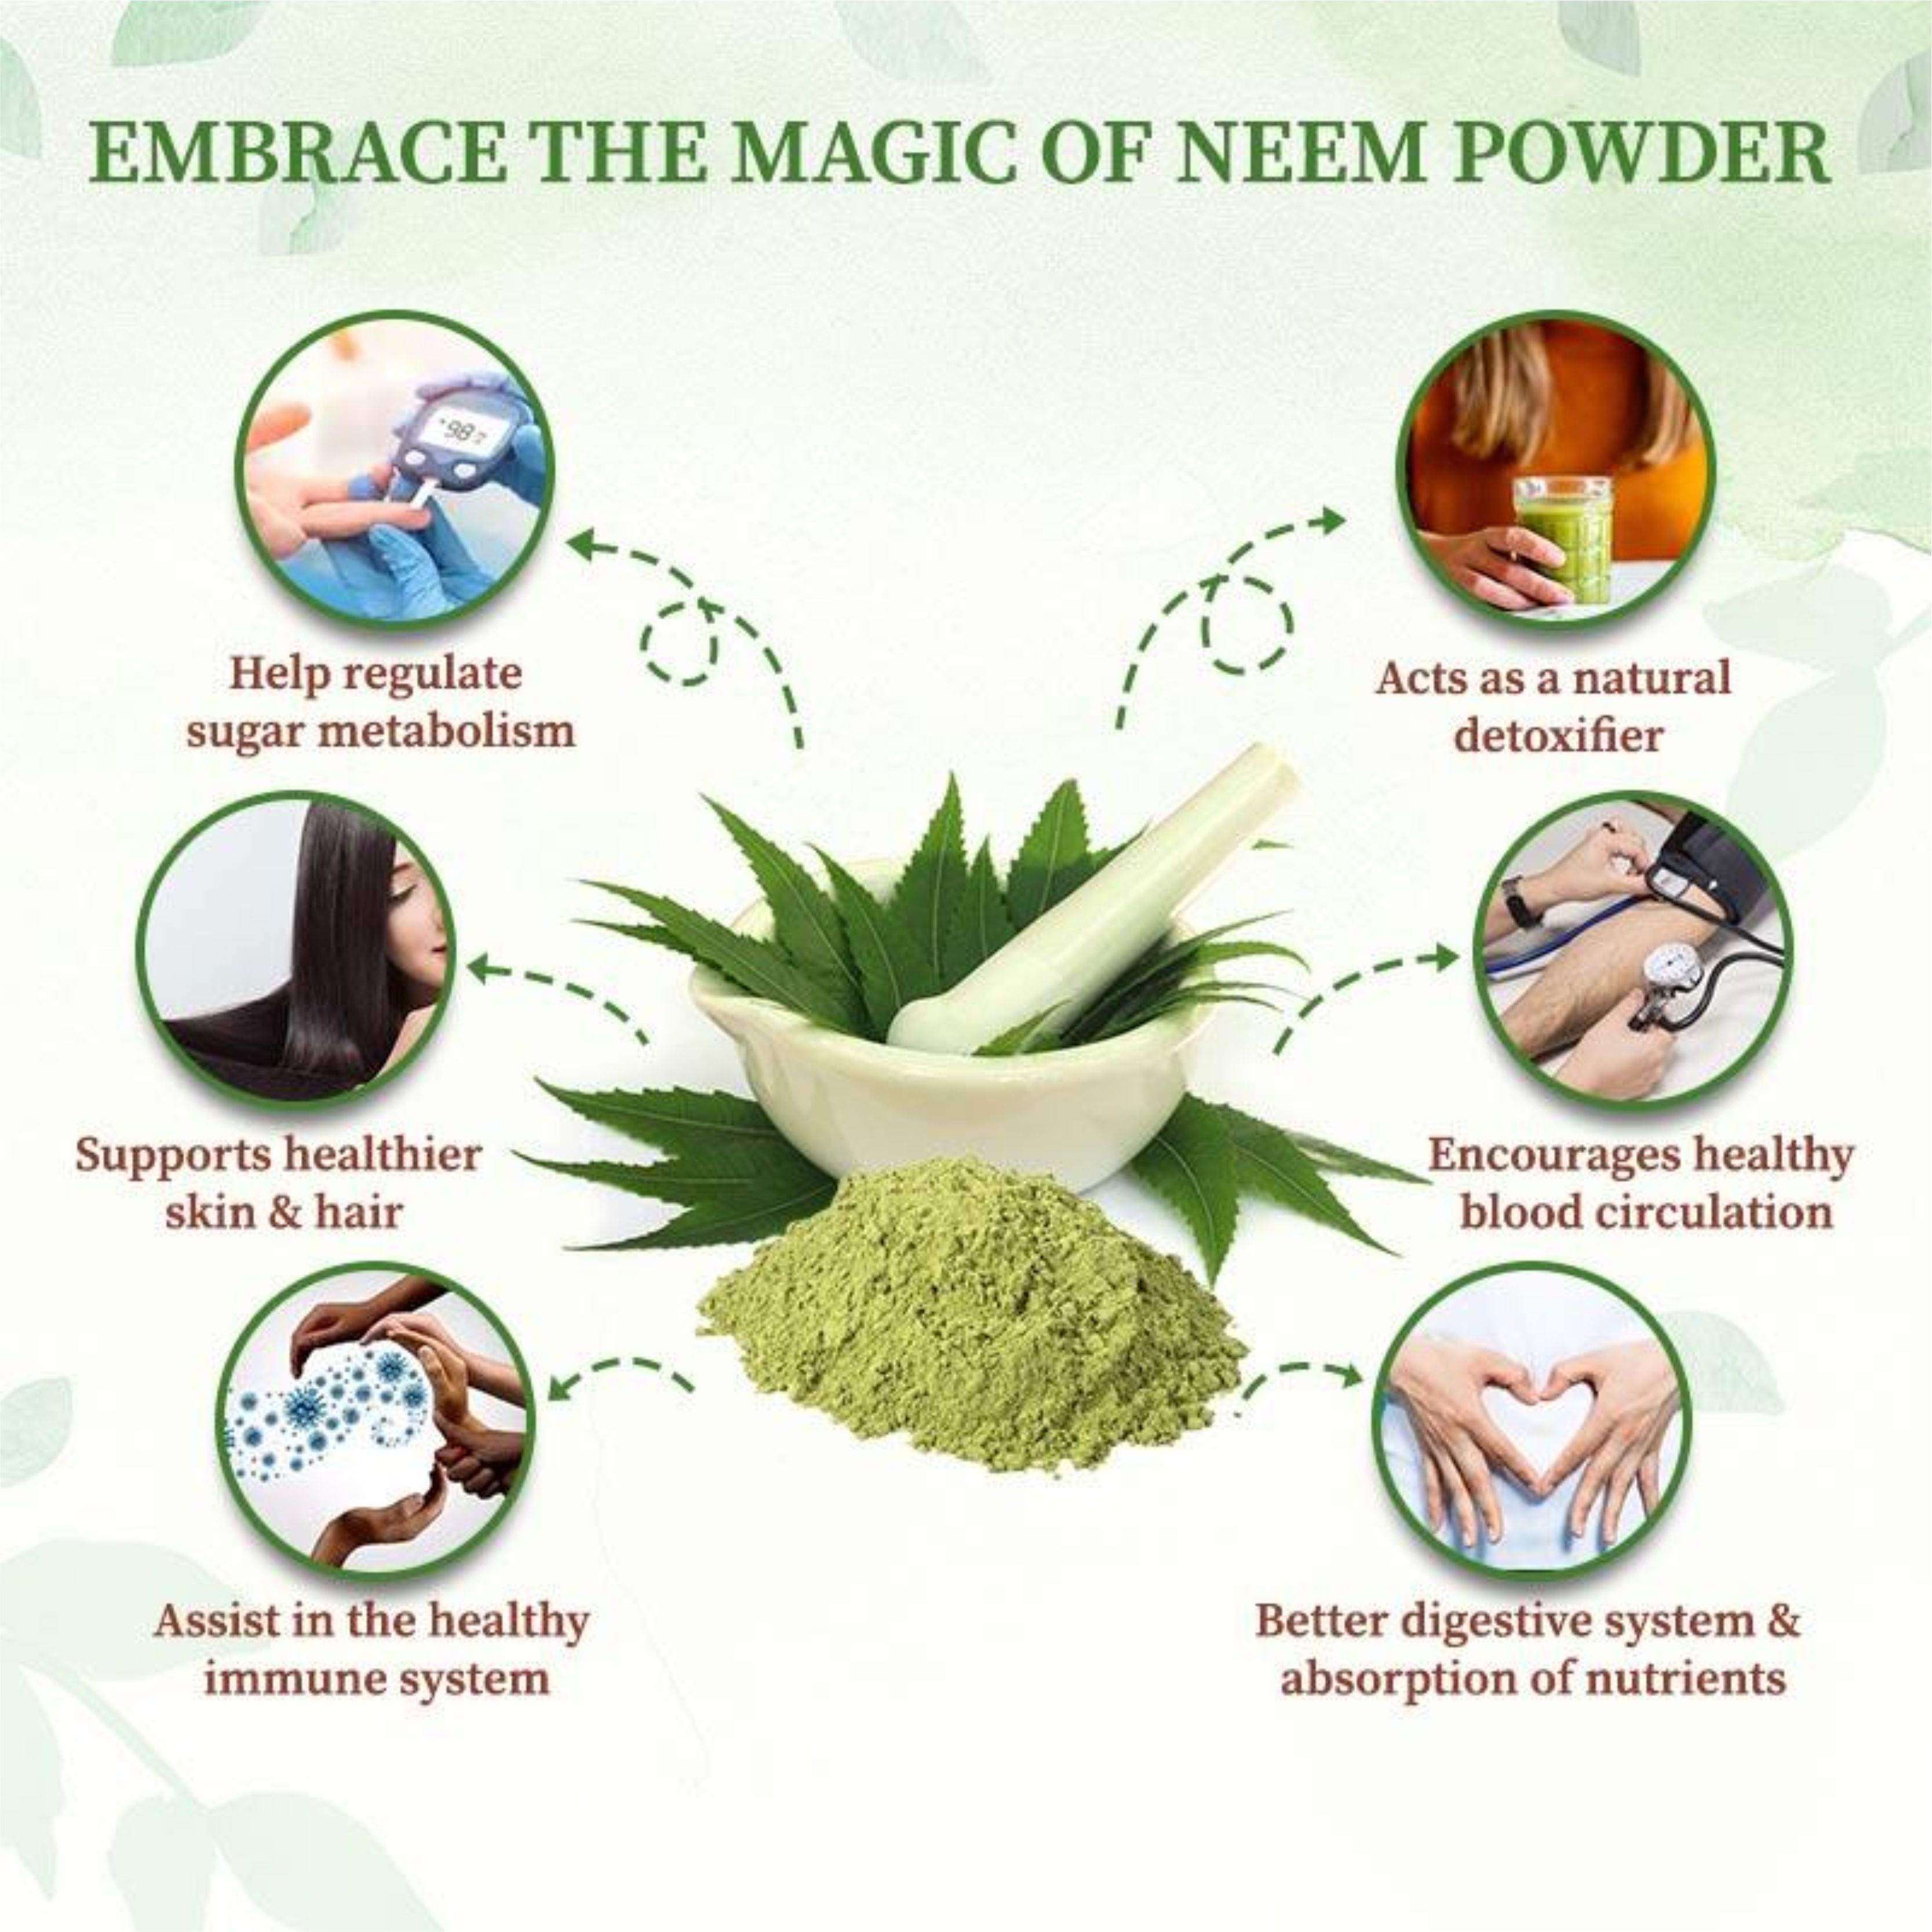 EMBRACE THE MAGIC OF NEEM POWDER
98
Help regulate
sugar metabolism
Acts as a natural
detoxifier
Supports healthier
skin & hair
Encourages healthy
blood circulation
Assist in the healthy
immune system
Better digestive system &
absorption of nutrients